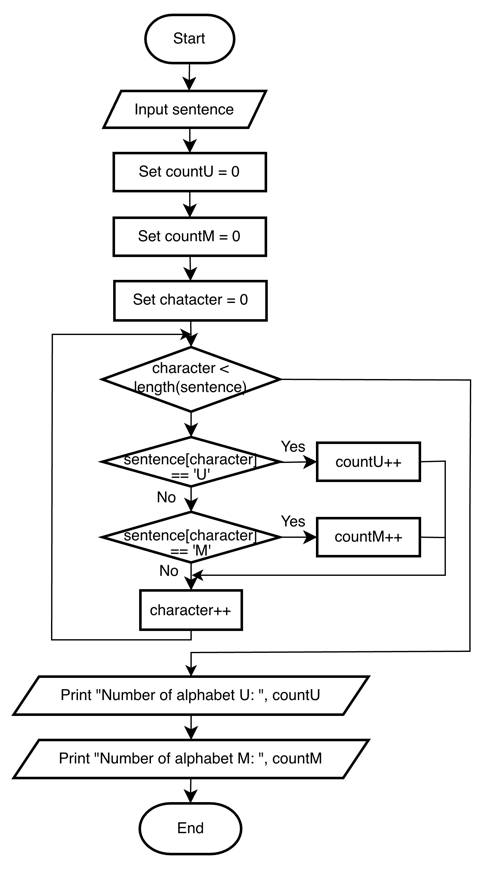 Start
Input sentence
Set countU = 0
Set countM = 0
Set chatacter = 0
character <
length(sentence)
sentence[character]
== 'U'
Yes
countU++
No
sentence[character]
== 'M'
Yes
countM++
No
character++
Print "Number of alphabet U: ", countU
Print "Number of alphabet M: ", countM
End